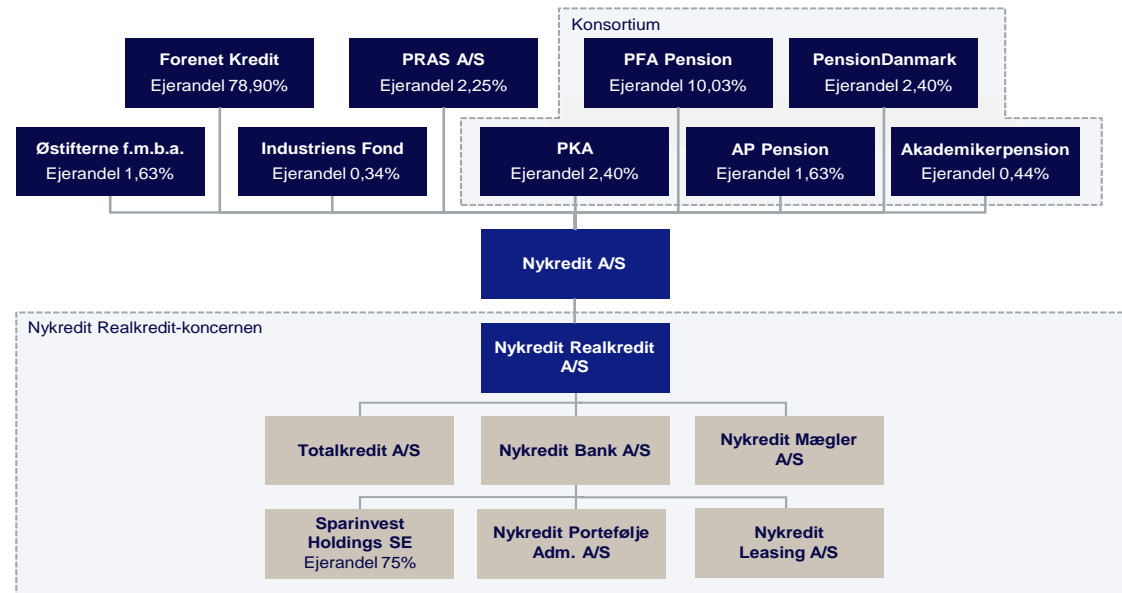 Konsortium
Forenet Kredit
Ejerandel 78,90%
PRAS A/S
Ejerandel 2,25%
PFA Pension
Ejerandel 10,03%
PensionDanmark
Ejerandel 2,40%
Østifterne f.m.b.a.
Ejerandel 1,63%
Industriens Fond
Ejerandel 0,34%
PKA
Ejerandel 2,40%
AP Pension
Ejerandel 1,63%
Akademikerpension
Ejerandel 0,44%
Nykredit A/S
Nykredit Realkredit-koncernen
Nykredit Realkredit
A/S
Totalkredit A/S
Nykredit Bank A/S
Nykredit Mægler
A/S
Sparinvest
Holdings SE
Ejerandel 75%
Nykredit Portefølje
Adm. A/S
Nykredit
Leasing A/S